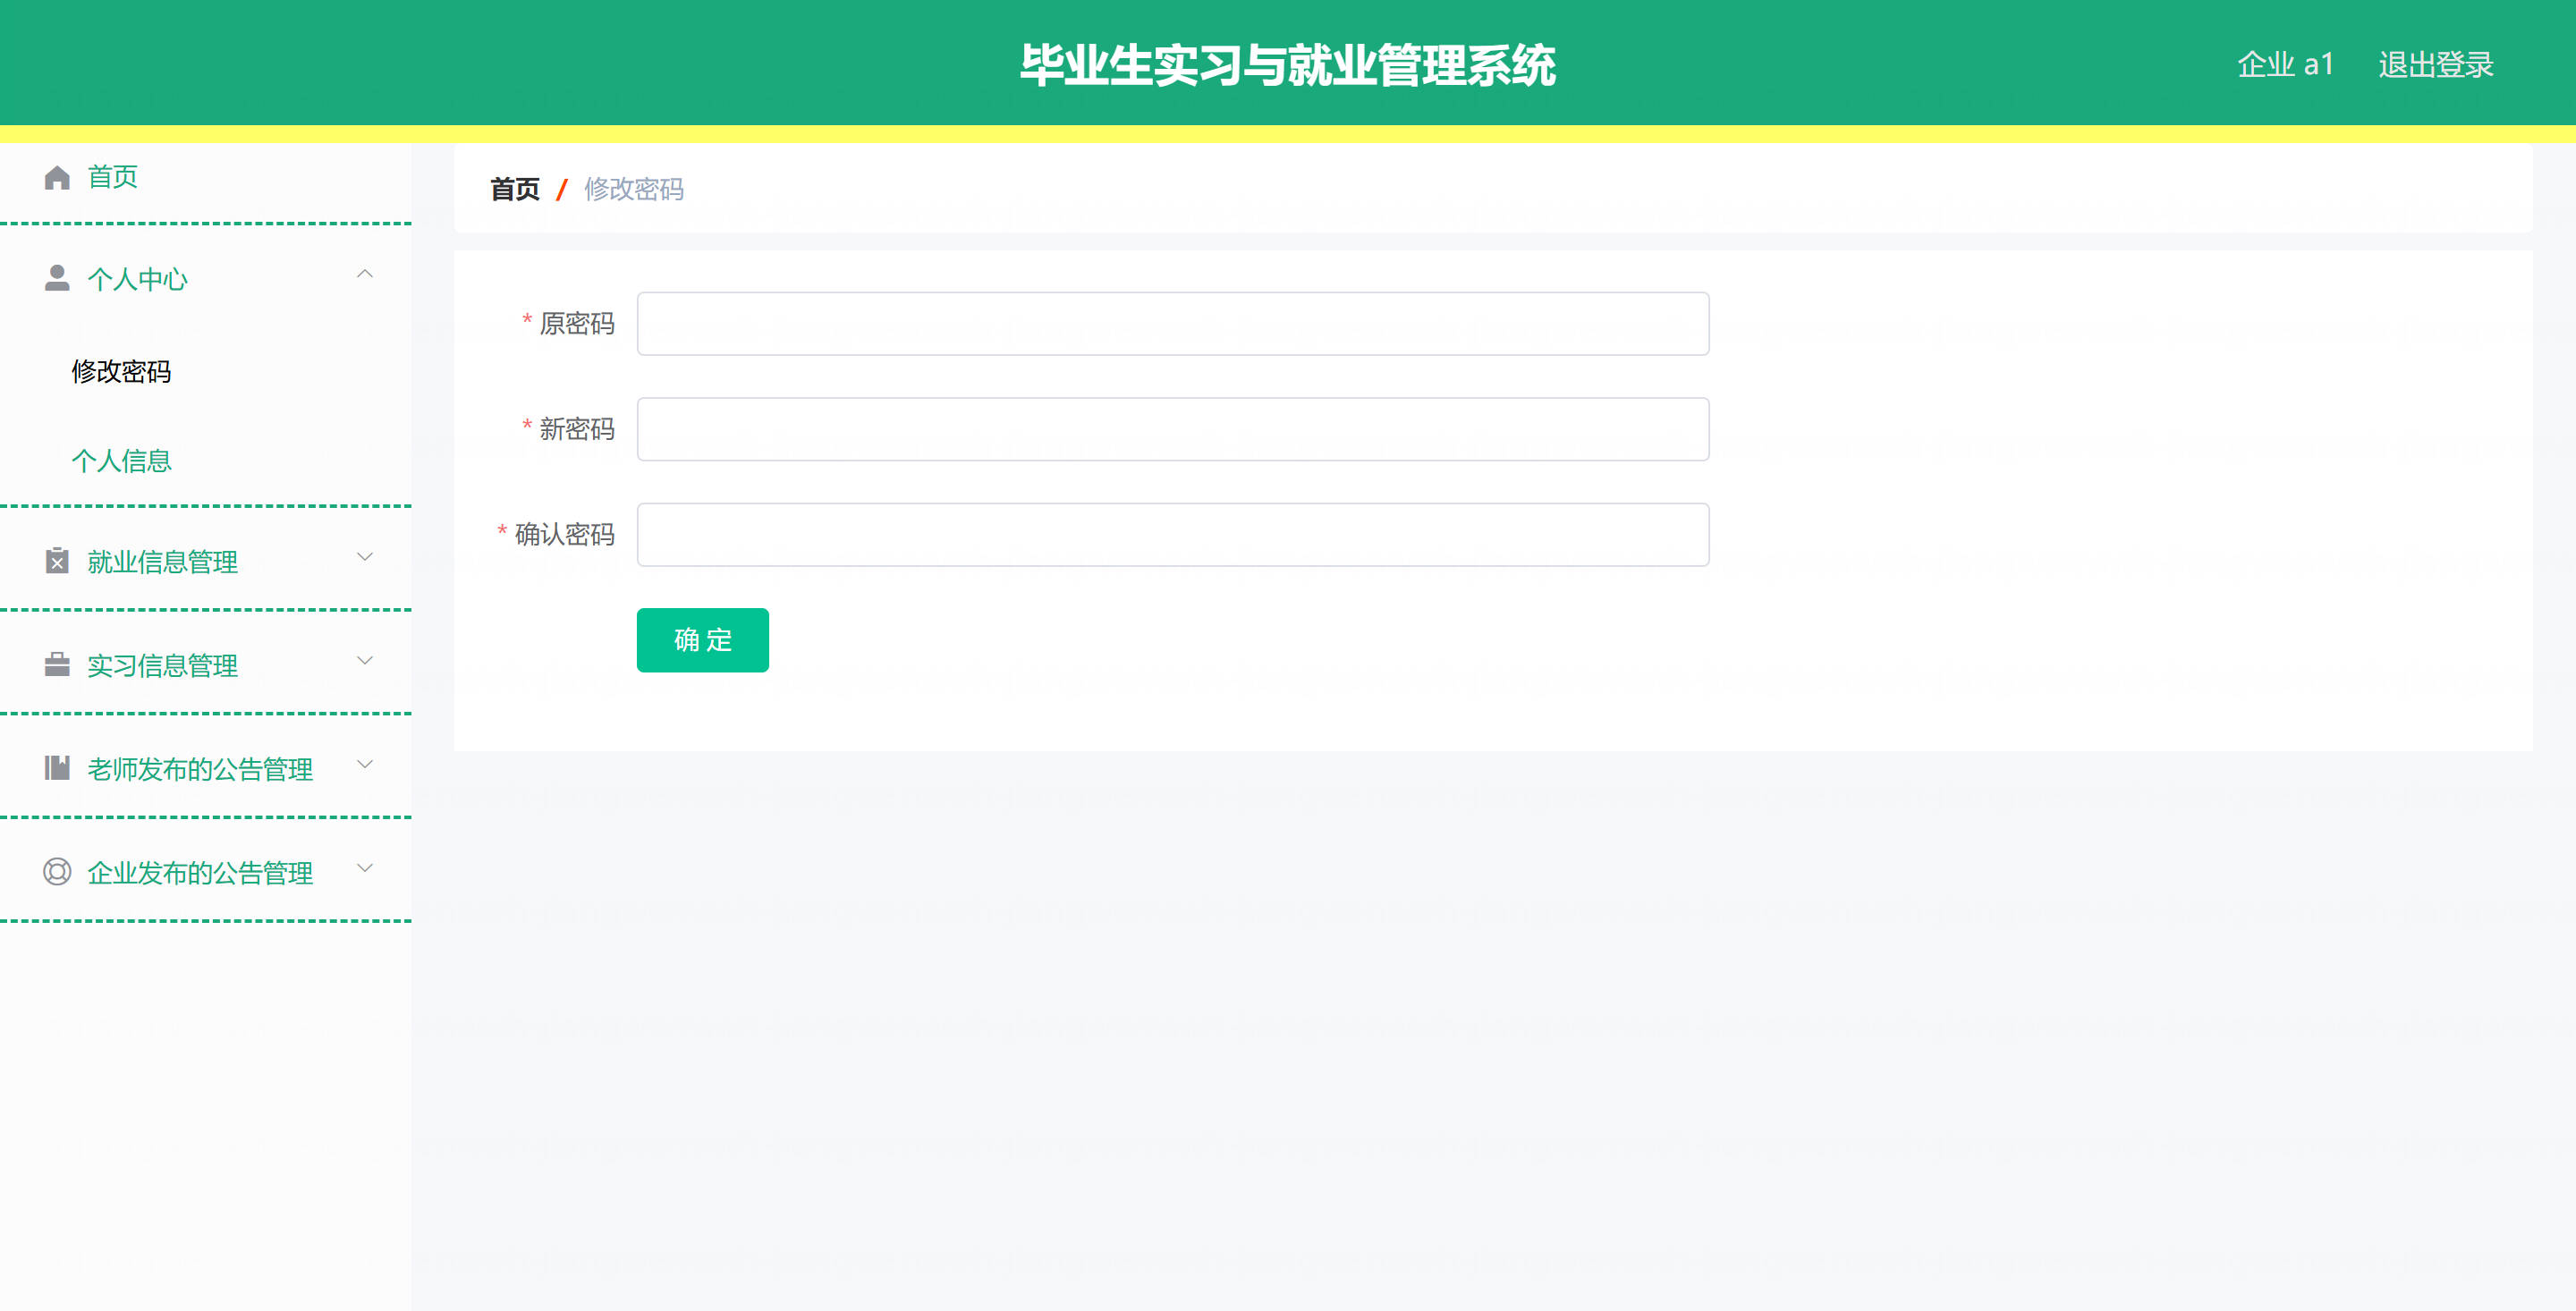 毕业生实习与就业管理系统
企业 a1 退出登录
首页
首页 / 修改密码
个人中心
修改密码
个人信息
就业信息管理
实习信息管理
老师发布的公告管理
企业发布的公告管理
* 原密码
* 新密码
* 确认密码
确 定